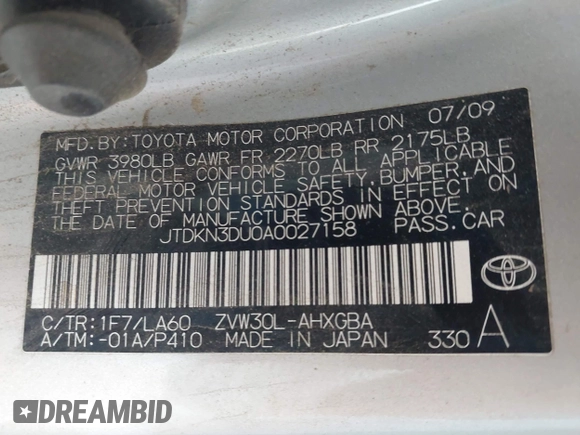 MFD.BY:TOYOTA MOTOR CORPORATION 07/09
GVWR 3980LB GAWR FR 2270LB RR 2175LB
THIS VEHICLE CONFORMS TO ALL APPLICABLE
FEDERAL MOTOR VEHICLE SAFETY, BUMPER, AND
THEFT PREVENTION STANDARDS IN EFFECT ON
THE DATE OF MANUFACTURE SHOWN ABOVE.
JTDKN3DU0A0027158 PASS.CAR
C/TR:1F7/LA60 ZVW30L-AHXGBA
A/TM:-01A/P410 MADE IN JAPAN 330 A
DREAMBID